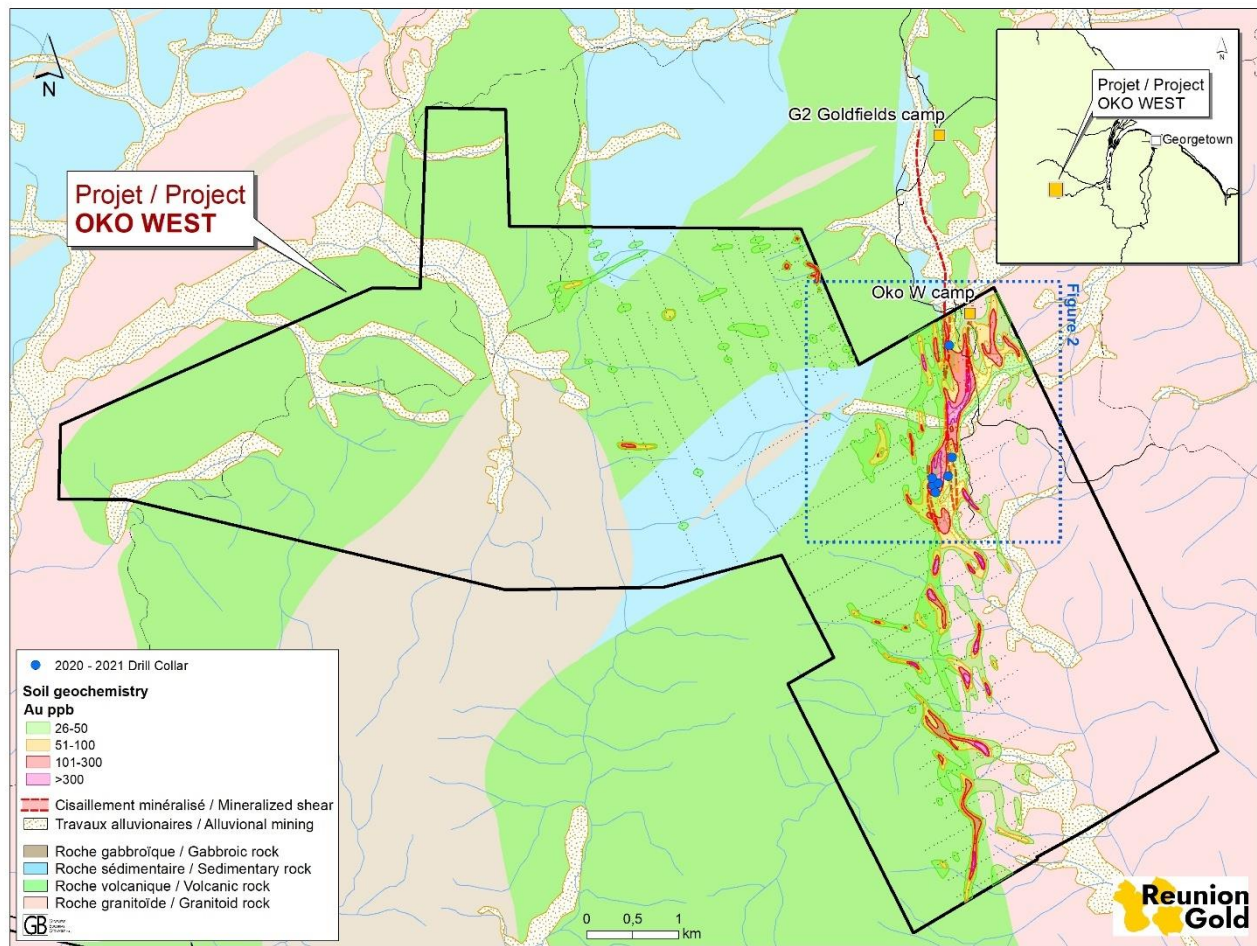 N
G2 Goldfields camp
Projet / Project
OKO WEST
Georgetown
Projet / Project
OKO WEST
Oko W camp
Figure 2
2020 - 2021 Drill Collar
Soil geochemistry
Au ppb
26-50
51-100
101-300
>300
Cisaillement minéralisé / Mineralized shear
Travaux alluvionaires / Alluvional mining
Roche gabbroïque / Gabbroic rock
Roche sédimentaire / Sedimentary rock
Roche volcanique / Volcanic rock
Roche granitoïde / Granitoid rock
GB
0 0,5 1
km
Reunion
Gold
N